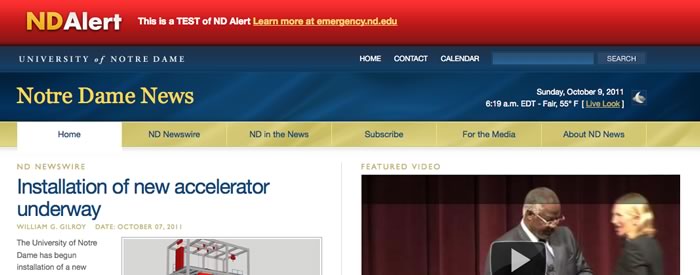 NDAlert This is a TEST of ND Alert Learn more at emergency.nd.edu
UNIVERSITY of NOTRE DAME HOME CONTACT CALENDAR SEARCH
Notre Dame News
Sunday, October 9, 2011
6:19 a.m. EDT - Fair, 55° F [ Live Look ]
Home ND Newswire ND in the News Subscribe For the Media About ND News
ND NEWSWIRE
Installation of new accelerator
underway
WILLIAM G. GILROY DATE: OCTOBER 07, 2011
The University of Notre
Dame has begun
installation of a new
FEATURED VIDEO